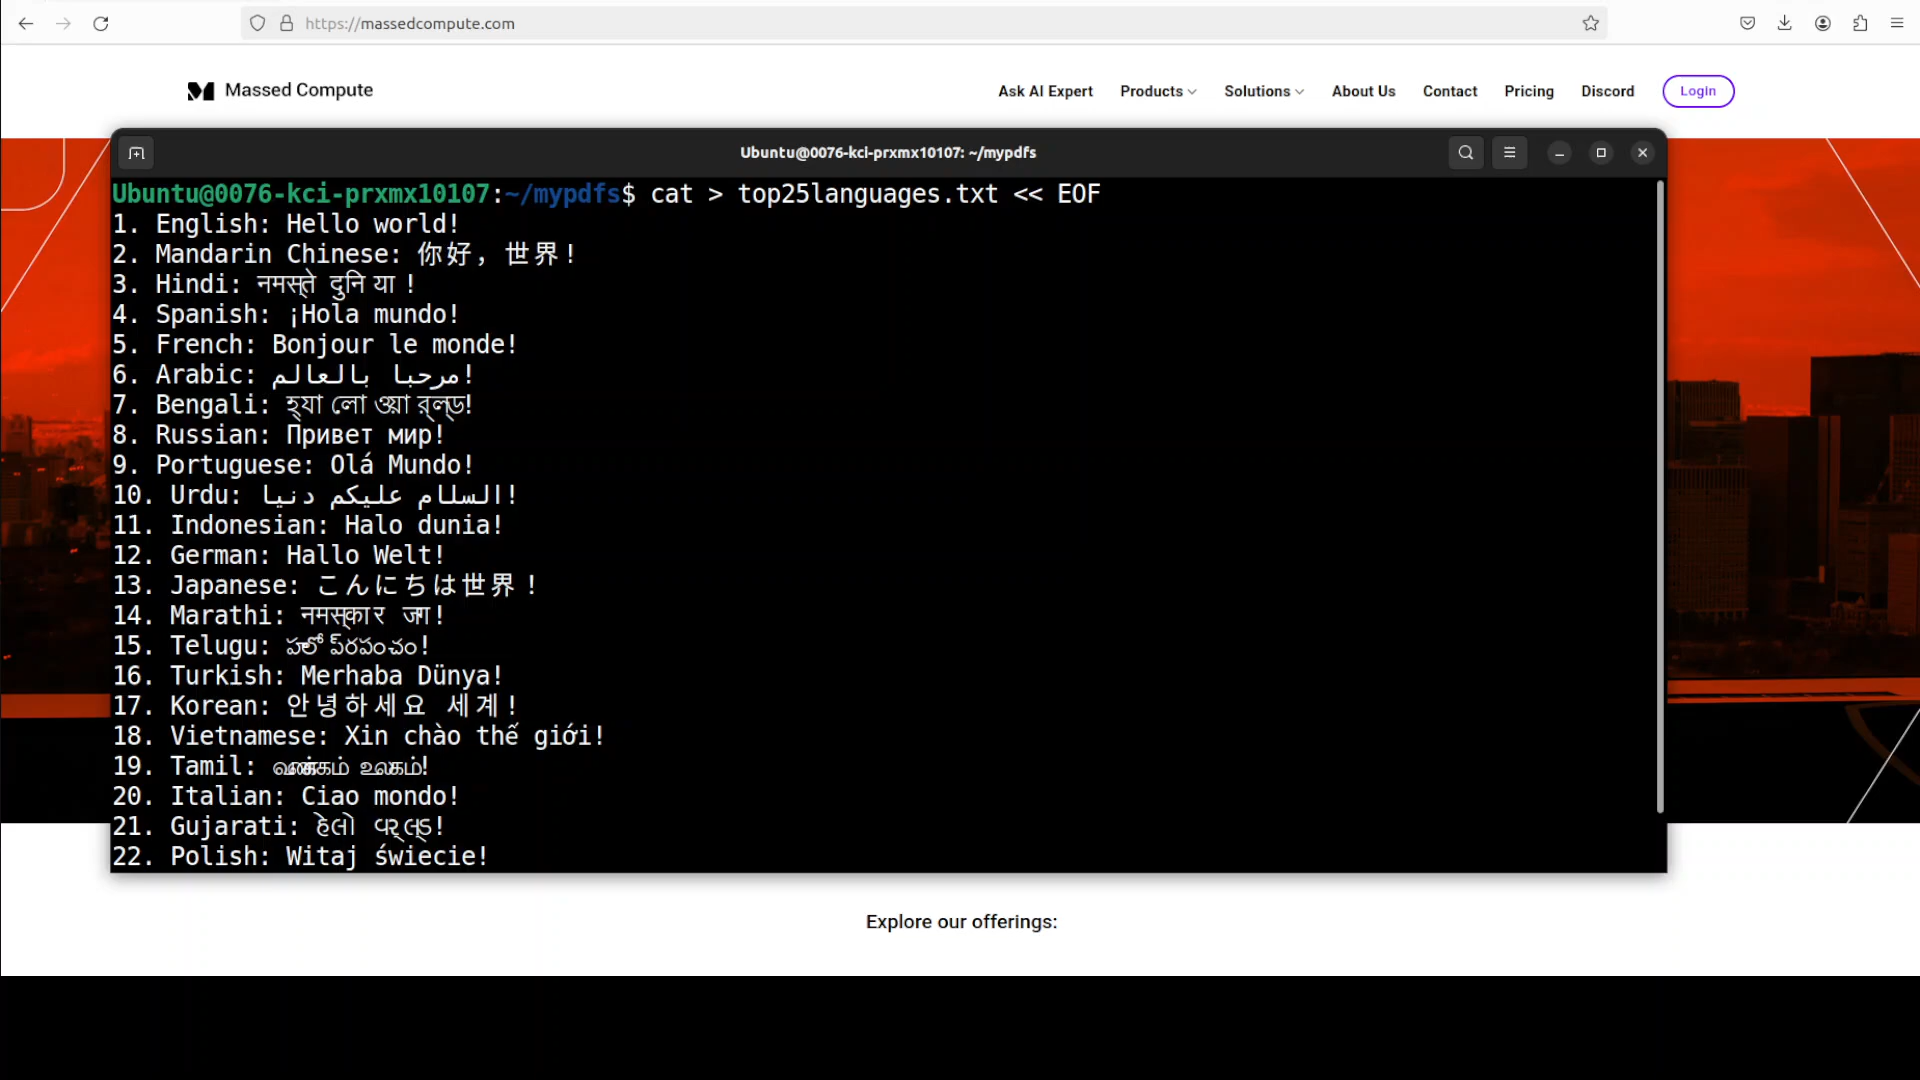 https://massedcompute.com
Massed Compute
Ask AI Expert Products Solutions About Us Contact Pricing Discord Login
Ubuntu@0076-kci-prxmx10107: ~/mypdfs
Ubuntu@0076-kci-prxmx10107:~/mypdfs$ cat > top25languages.txt << EOF
1. English: Hello world!
2. Mandarin Chinese: 你好，世界!
3. Hindi: नमस्ते दुनिया!
4. Spanish: ¡Hola mundo!
5. French: Bonjour le monde!
6. Arabic: مرحبا بالعالم!
7. Bengali: হ্যালো ওয়ার্ল্ড!
8. Russian: Привет мир!
9. Portuguese: Olá Mundo!
10. Urdu: السلام علیکم دنیا!
11. Indonesian: Halo dunia!
12. German: Hallo Welt!
13. Japanese: こんにちは世界！
14. Marathi: नमस्कार जग!
15. Telugu: హలో ప్రపంచం!
16. Turkish: Merhaba Dünya!
17. Korean: 안녕하세요 세계!
18. Vietnamese: Xin chào thế giới!
19. Tamil: வணக்கம் உலகம்!
20. Italian: Ciao mondo!
21. Gujarati: હેલો વર્લ્ડ!
22. Polish: Witaj świecie!
Explore our offerings: